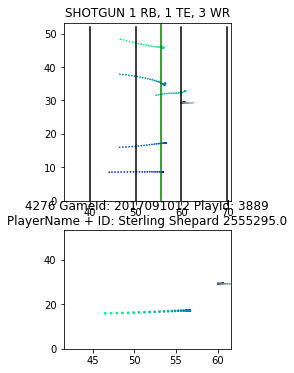 SHOTGUN 1 RB, 1 TE, 3 WR
50
40
30
20
10
0
40 50 60 70
4276 GameId: 2017091012 PlayId: 3889
PlayerName + ID: Sterling Shepard 2555295.0
40
20
0
45 50 55 60